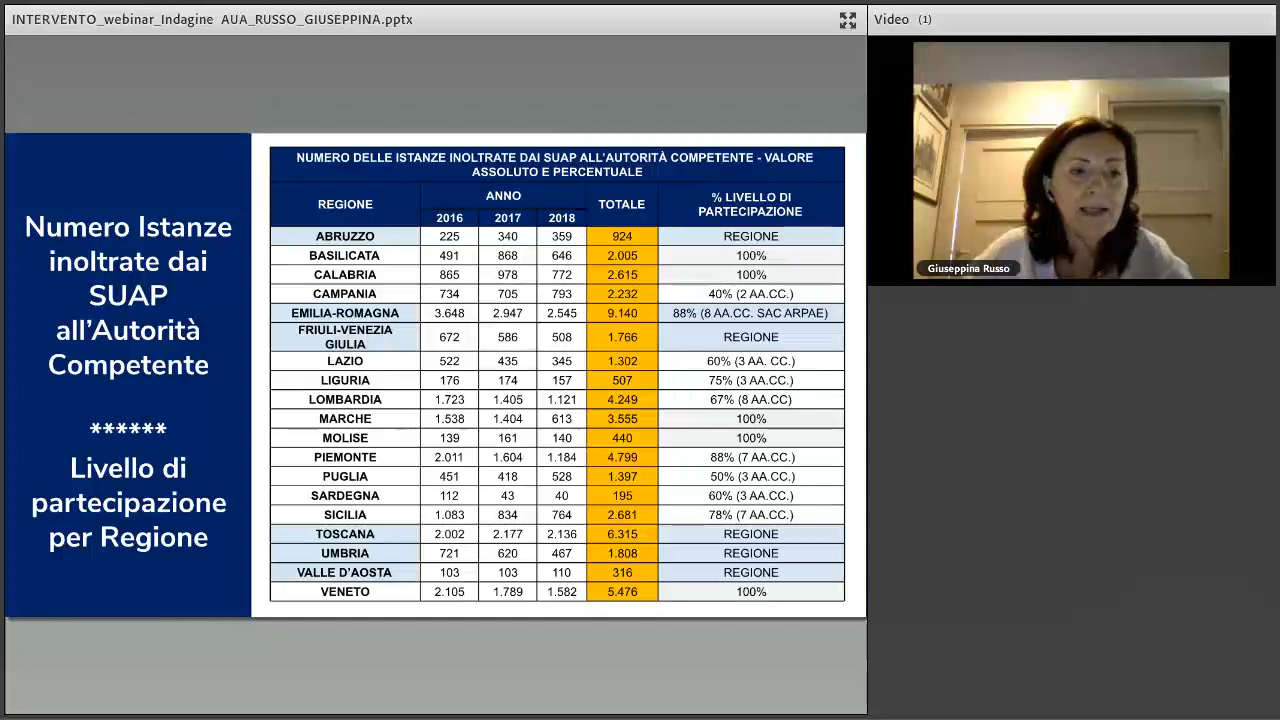 INTERVENTO_webinar_Indagine AUA_RUSSO_GIUSEPPINA.pptx
Video (1)
Giuseppina Russo
Numero Istanze
inoltrate dai
SUAP
all'Autorità
Competente
******
Livello di
partecipazione
per Regione
NUMERO DELLE ISTANZE INOLTRATE DAI SUAP ALL'AUTORITÀ COMPETENTE - VALORE
ASSOLUTO E PERCENTUALE
REGIONE ANNO TOTALE % LIVELLO DI
PARTECIPAZIONE
2016 2017 2018
ABRUZZO 225 340 359 924 REGIONE
BASILICATA 491 868 646 2.005 100%
CALABRIA 865 978 772 2.615 100%
CAMPANIA 734 705 793 2.232 40% (2 AA.CC.)
EMILIA-ROMAGNA 3.648 2.947 2.545 9.140 88% (8 AA.CC. SAC ARPAE)
FRIULI-VENEZIA
GIULIA 672 586 508 1.766 REGIONE
LAZIO 522 435 345 1.302 60% (3 AA. CC.)
LIGURIA 176 174 157 507 75% (3 AA.CC.)
LOMBARDIA 1.723 1.405 1.121 4.249 67% (8 AA.CC)
MARCHE 1.538 1.404 613 3.555 100%
MOLISE 139 161 140 440 100%
PIEMONTE 2.011 1.604 1.184 4.799 88% (7 AA.CC.)
PUGLIA 451 418 528 1.397 50% (3 AA.CC.)
SARDEGNA 112 43 40 195 60% (3 AA.CC.)
SICILIA 1.083 834 764 2.681 78% (7 AA.CC.)
TOSCANA 2.002 2.177 2.136 6.315 REGIONE
UMBRIA 721 620 467 1.808 REGIONE
VALLE D'AOSTA 103 103 110 316 REGIONE
VENETO 2.105 1.789 1.582 5.476 100%